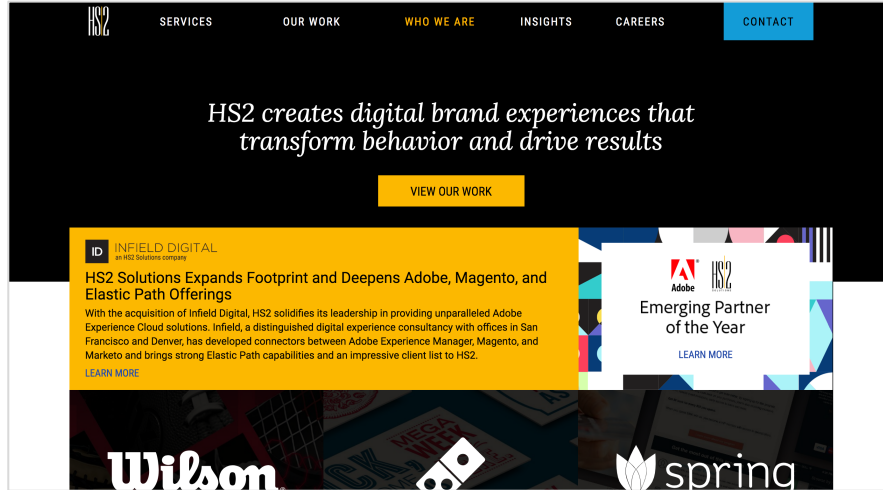 HS2
SERVICES
OUR WORK
WHO WE ARE
INSIGHTS
CAREERS
CONTACT
HS2 creates digital brand experiences that
transform behavior and drive results
VIEW OUR WORK
ID INFIELD DIGITAL
an HS2 Solutions company
HS2 Solutions Expands Footprint and Deepens Adobe, Magento, and
Elastic Path Offerings
With the acquisition of Infield Digital, HS2 solidifies its leadership in providing unparalleled Adobe
Experience Cloud solutions. Infield, a distinguished digital experience consultancy with offices in San
Francisco and Denver, has developed connectors between Adobe Experience Manager, Magento, and
Marketo and brings strong Elastic Path capabilities and an impressive client list to HS2.
LEARN MORE
Adobe
HS2
Emerging Partner
of the Year
LEARN MORE
MEGA
WEEK
Wilson
spring